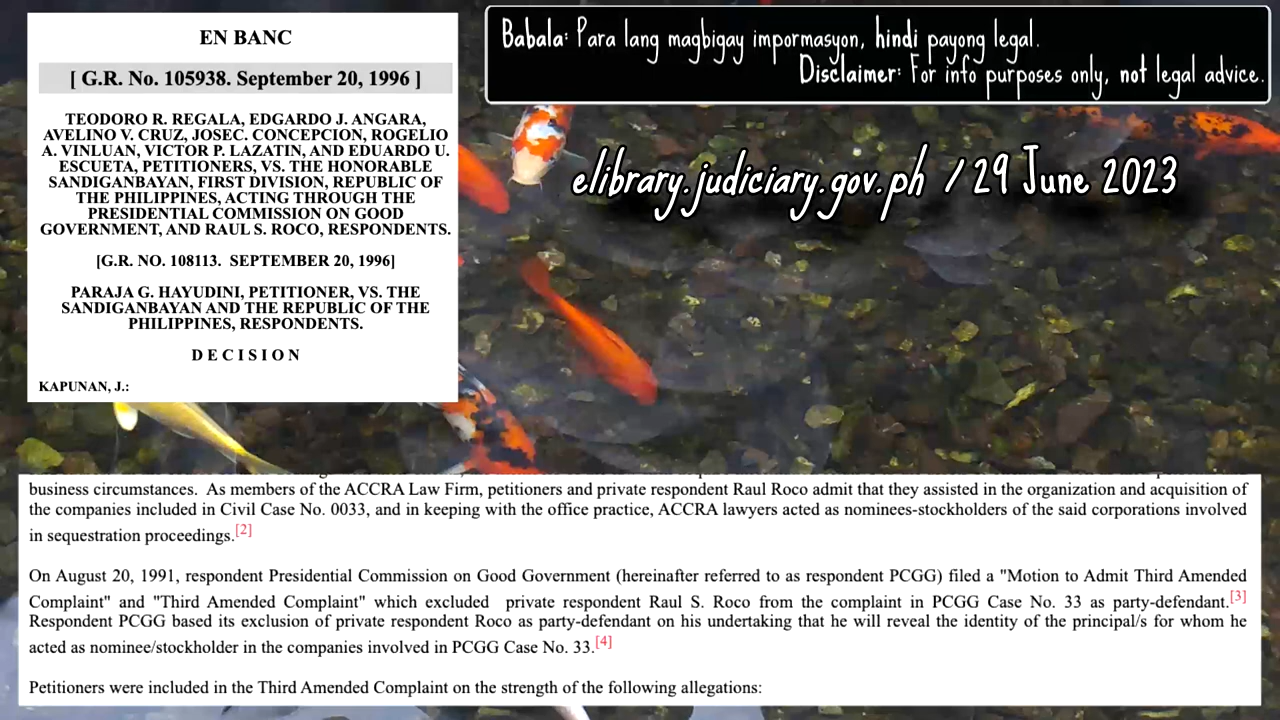 EN BANC
[ G.R. No. 105938. September 20, 1996 ]
TEODORO R. REGALA, EDGARDO J. ANGARA,
AVELINO V. CRUZ, JOSEC. CONCEPCION, ROGELIO
A. VINLUAN, VICTOR P. LAZATIN, AND EDUARDO U.
ESCUETA, PETITIONERS, VS. THE HONORABLE
SANDIGANBAYAN, FIRST DIVISION, REPUBLIC OF
THE PHILIPPINES, ACTING THROUGH THE
PRESIDENTIAL COMMISSION ON GOOD
GOVERNMENT, AND RAUL S. ROCO, RESPONDENTS.
[G.R. NO. 108113. SEPTEMBER 20, 1996]
PARAJA G. HAYUDINI, PETITIONER, VS. THE
SANDIGANBAYAN AND THE REPUBLIC OF THE
PHILIPPINES, RESPONDENTS.
D E C I S I O N
KAPUNAN, J.:
Babala: Para lang magbigay impormasyon, hindi payong legal.
Disclaimer: For info purposes only, not legal advice.
elibrary.judiciary.gov.ph / 29 June 2023
business circumstances. As members of the ACCRA Law Firm, petitioners and private respondent Raul Roco admit that they assisted in the organization and acquisition of
the companies included in Civil Case No. 0033, and in keeping with the office practice, ACCRA lawyers acted as nominees-stockholders of the said corporations involved
in sequestration proceedings.[2]
On August 20, 1991, respondent Presidential Commission on Good Government (hereinafter referred to as respondent PCGG) filed a "Motion to Admit Third Amended
Complaint" and "Third Amended Complaint" which excluded private respondent Raul S. Roco from the complaint in PCGG Case No. 33 as party-defendant.[3]
Respondent PCGG based its exclusion of private respondent Roco as party-defendant on his undertaking that he will reveal the identity of the principal/s for whom he
acted as nominee/stockholder in the companies involved in PCGG Case No. 33.[4]
Petitioners were included in the Third Amended Complaint on the strength of the following allegations: